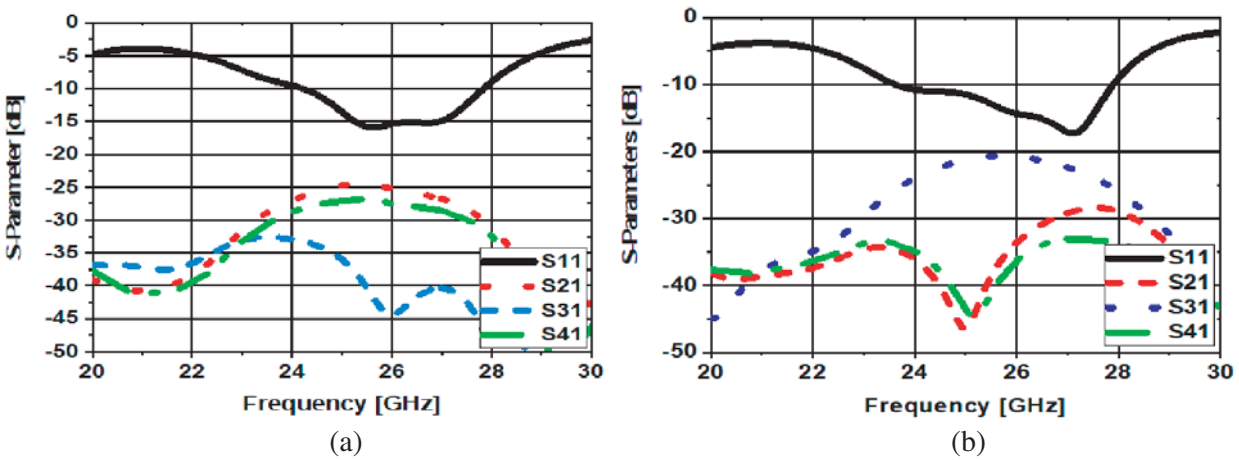 0
-5
-10
-15
-20
-25
-30
-35
-40
-45
-50
S-Parameter [dB]
20 22 24 26 28 30
Frequency [GHz]
S11
S21
S31
S41
(a)
0
-10
-20
-30
-40
-50
S-Parameters [dB]
20 22 24 26 28 30
Frequency [GHz]
S11
S21
S31
S41
(b)